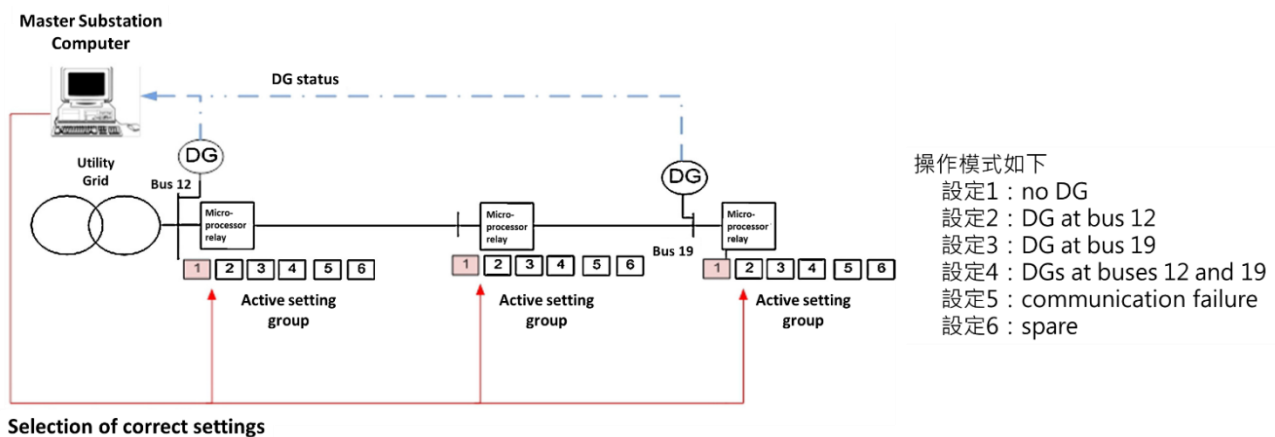 Master Substation
Computer
DG status
DG
Utility
Grid
Bus 12
Micro-
processor
relay
1 2 3 4 5 6
Active setting
group
Micro-
processor
relay
1 2 3 4 5 6
Active setting
group
DG
Bus 19
Micro-
processor
relay
1 2 3 4 5 6
Active setting
group
Selection of correct settings
操作模式如下
設定1：no DG
設定2：DG at bus 12
設定3：DG at bus 19
設定4：DGs at buses 12 and 19
設定5：communication failure
設定6：spare